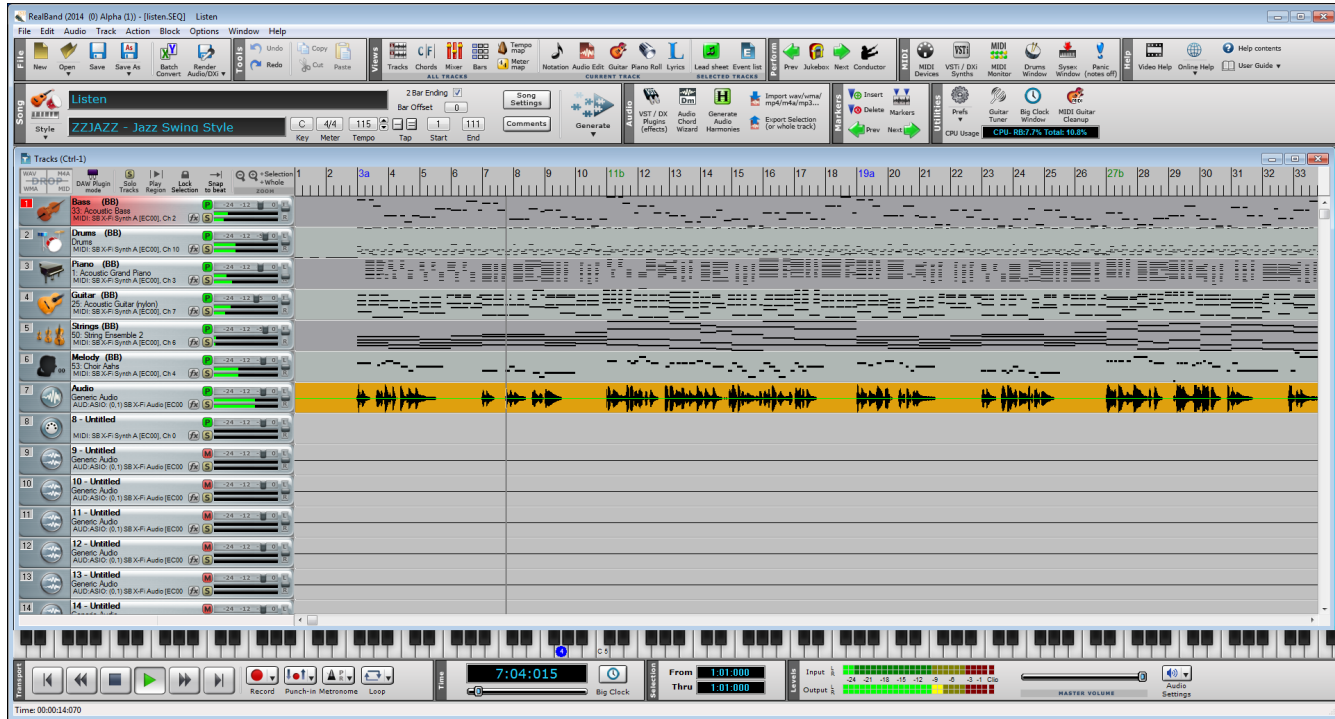 RealBand (2014 (0) Alpha (1)) - [listen.SEQ] Listen
File Edit Audio Track Action Block Options Window Help
File
New Open Save Save As Batch Convert Render Audio/DXi
Tools
Undo Redo Copy Cut Paste
Views
Tracks Chords Mixer Bars Tempo map Meter map
ALL TRACKS
Notation Audio Edit Guitar Piano Roll Lyrics
CURRENT TRACK
Lead sheet Event list
SELECTED TRACKS
Perform
Prev Jukebox Next Conductor
MIDI
MIDI Devices VSTi / DXi Synths MIDI Monitor Drums Window Sysex Window Panic (notes off)
Help
Video Help Online Help Help contents User Guide
Song
Style
Listen
ZZJAZZ - Jazz Swing Style
2 Bar Ending
Bar Offset 0
C 4/4 115 1 111
Key Meter Tempo Tap Start End
Song Settings
Comments
Generate
Audio
VST / DX Plugins (effects) Audio Chord Wizard Generate Audio Harmonies
Import wav/wma/ mp4/m4a/mp3...
Export Selection (or whole track)
Markers
Insert Delete Markers Prev Next
Utilities
Prefs Guitar Tuner Big Clock Window MIDI Guitar Cleanup
CPU Usage CPU- RB:7.7% Total: 10.8%
Tracks (Ctrl-1)
WAV M4A DROP WMA MID
DAW Plugin mode Solo Tracks Play Region Lock Selection Snap to beat
+Selection +Whole ZOOM
1 2 3a 4 5 6 7 8 9 10 11b 12 13 14 15 16 17 18 19a 20 21 22 23 24 25 26 27b 28 29 30 31 32 33
1 Bass (BB)
33: Acoustic Bass
MIDI: SB X-Fi Synth A [EC00], Ch 2
2 Drums (BB)
Drums
MIDI: SB X-Fi Synth A [EC00], Ch 10
3 Piano (BB)
1: Acoustic Grand Piano
MIDI: SB X-Fi Synth A [EC00], Ch 3
4 Guitar (BB)
25: Acoustic Guitar (nylon)
MIDI: SB X-Fi Synth A [EC00], Ch 7
5 Strings (BB)
50: String Ensemble 2
MIDI: SB X-Fi Synth A [EC00], Ch 6
6 Melody (BB)
53: Choir Aahs
MIDI: SB X-Fi Synth A [EC00], Ch 4
7 Audio
Generic Audio
AUD:ASIO: (0,1) SB X-Fi Audio [EC00
8 8 - Untitled
MIDI: SB X-Fi Synth A [EC00], Ch 0
9 9 - Untitled
Generic Audio
AUD:ASIO: (0,1) SB X-Fi Audio [EC00
10 10 - Untitled
Generic Audio
AUD:ASIO: (0,1) SB X-Fi Audio [EC00
11 11 - Untitled
Generic Audio
AUD:ASIO: (0,1) SB X-Fi Audio [EC00
12 12 - Untitled
Generic Audio
AUD:ASIO: (0,1) SB X-Fi Audio [EC00
13 13 - Untitled
Generic Audio
AUD:ASIO: (0,1) SB X-Fi Audio [EC00
14 14 - Untitled
4 C 5
Transport
Record Punch-in Metronome Loop
Time
7:04:015
Big Clock
Selection
From 1:01:000
Thru 1:01:000
Levels
Input
-24 -21 -18 -15 -12 -9 -6 -3 -1 Clip
Output
MASTER VOLUME
Audio Settings
Time: 00:00:14:070